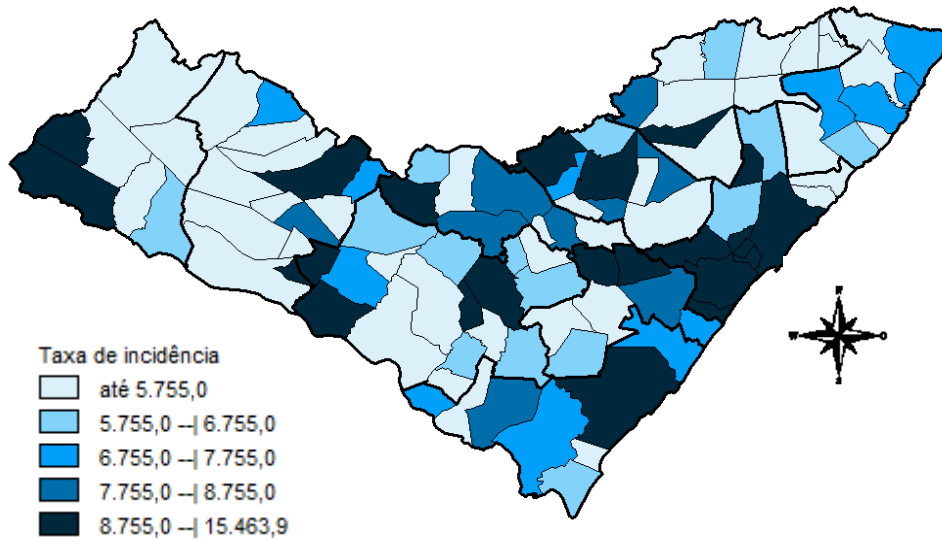 Taxa de incidência
até 5.755,0
5.755,0 --| 6.755,0
6.755,0 --| 7.755,0
7.755,0 --| 8.755,0
8.755,0 --| 15.463,9